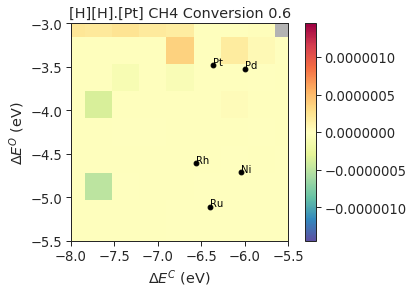 [H][H].[Pt] CH4 Conversion 0.6
−3.0
−3.5
−4.0
−4.5
−5.0
−5.5
ΔE^O (eV)
Pt
Pd
Rh
Ni
Ru
−8.0 −7.5 −7.0 −6.5 −6.0 −5.5
ΔE^C (eV)
0.0000010
0.0000005
0.0000000
−0.0000005
−0.0000010